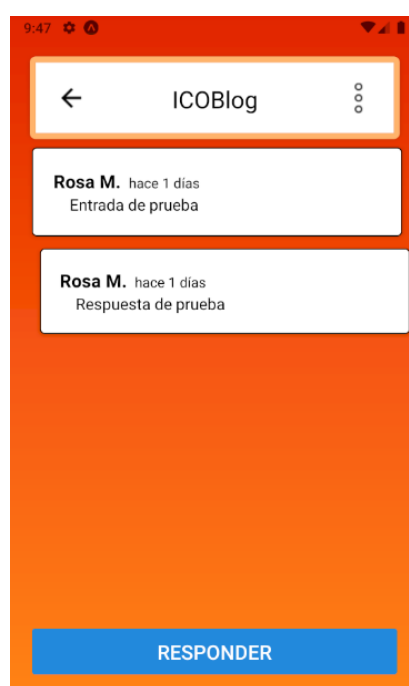 9:47
ICOBlog
Rosa M. hace 1 días
Entrada de prueba
Rosa M. hace 1 días
Respuesta de prueba
RESPONDER